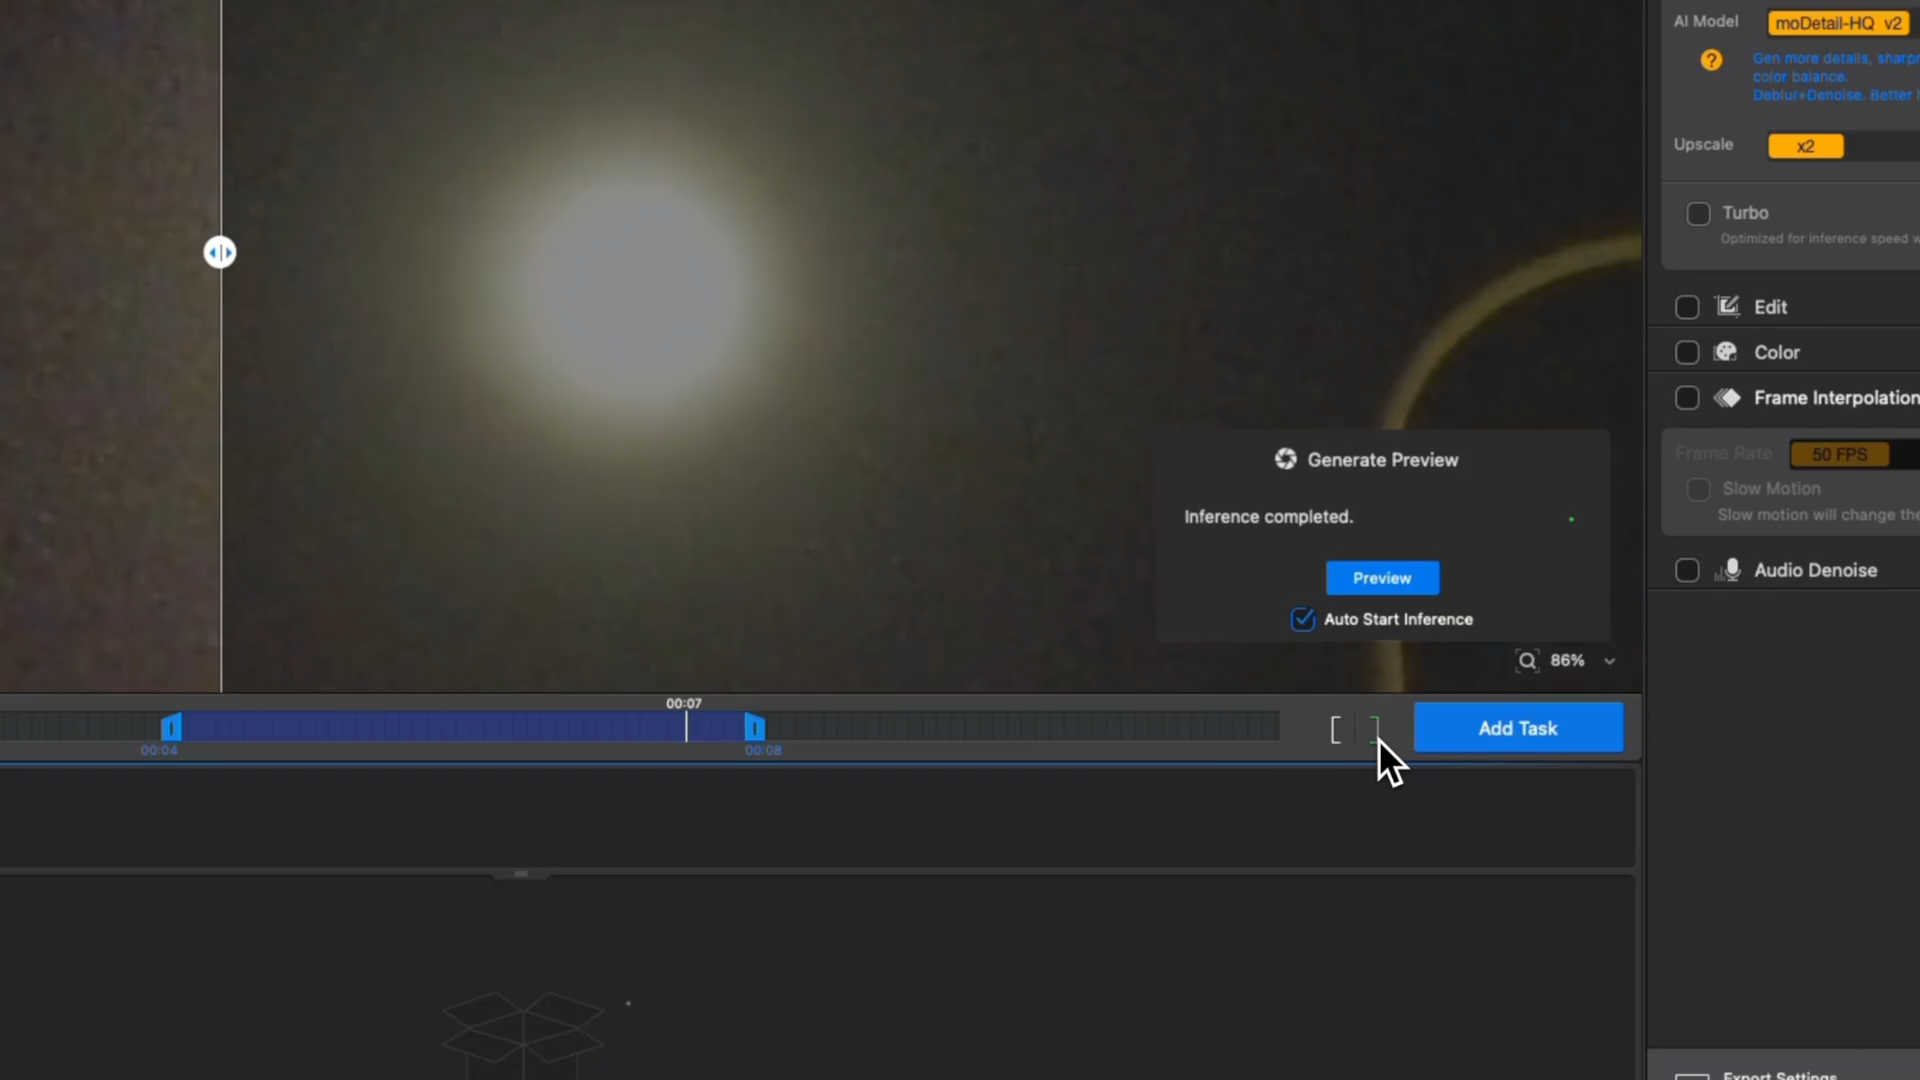 AI Model
moDetail-HQ v2
?
Gen more details, sharp
color balance.
Deblur+Denoise. Better
Upscale
x2
Turbo
Optimized for inference speed w
Edit
Color
Frame Interpolation
Frame Rate
50 FPS
Slow Motion
Slow motion will change the
Audio Denoise
Generate Preview
Inference completed.
Preview
Auto Start Inference
86%
00:07
00:04
00:08
Add Task
Export Settings